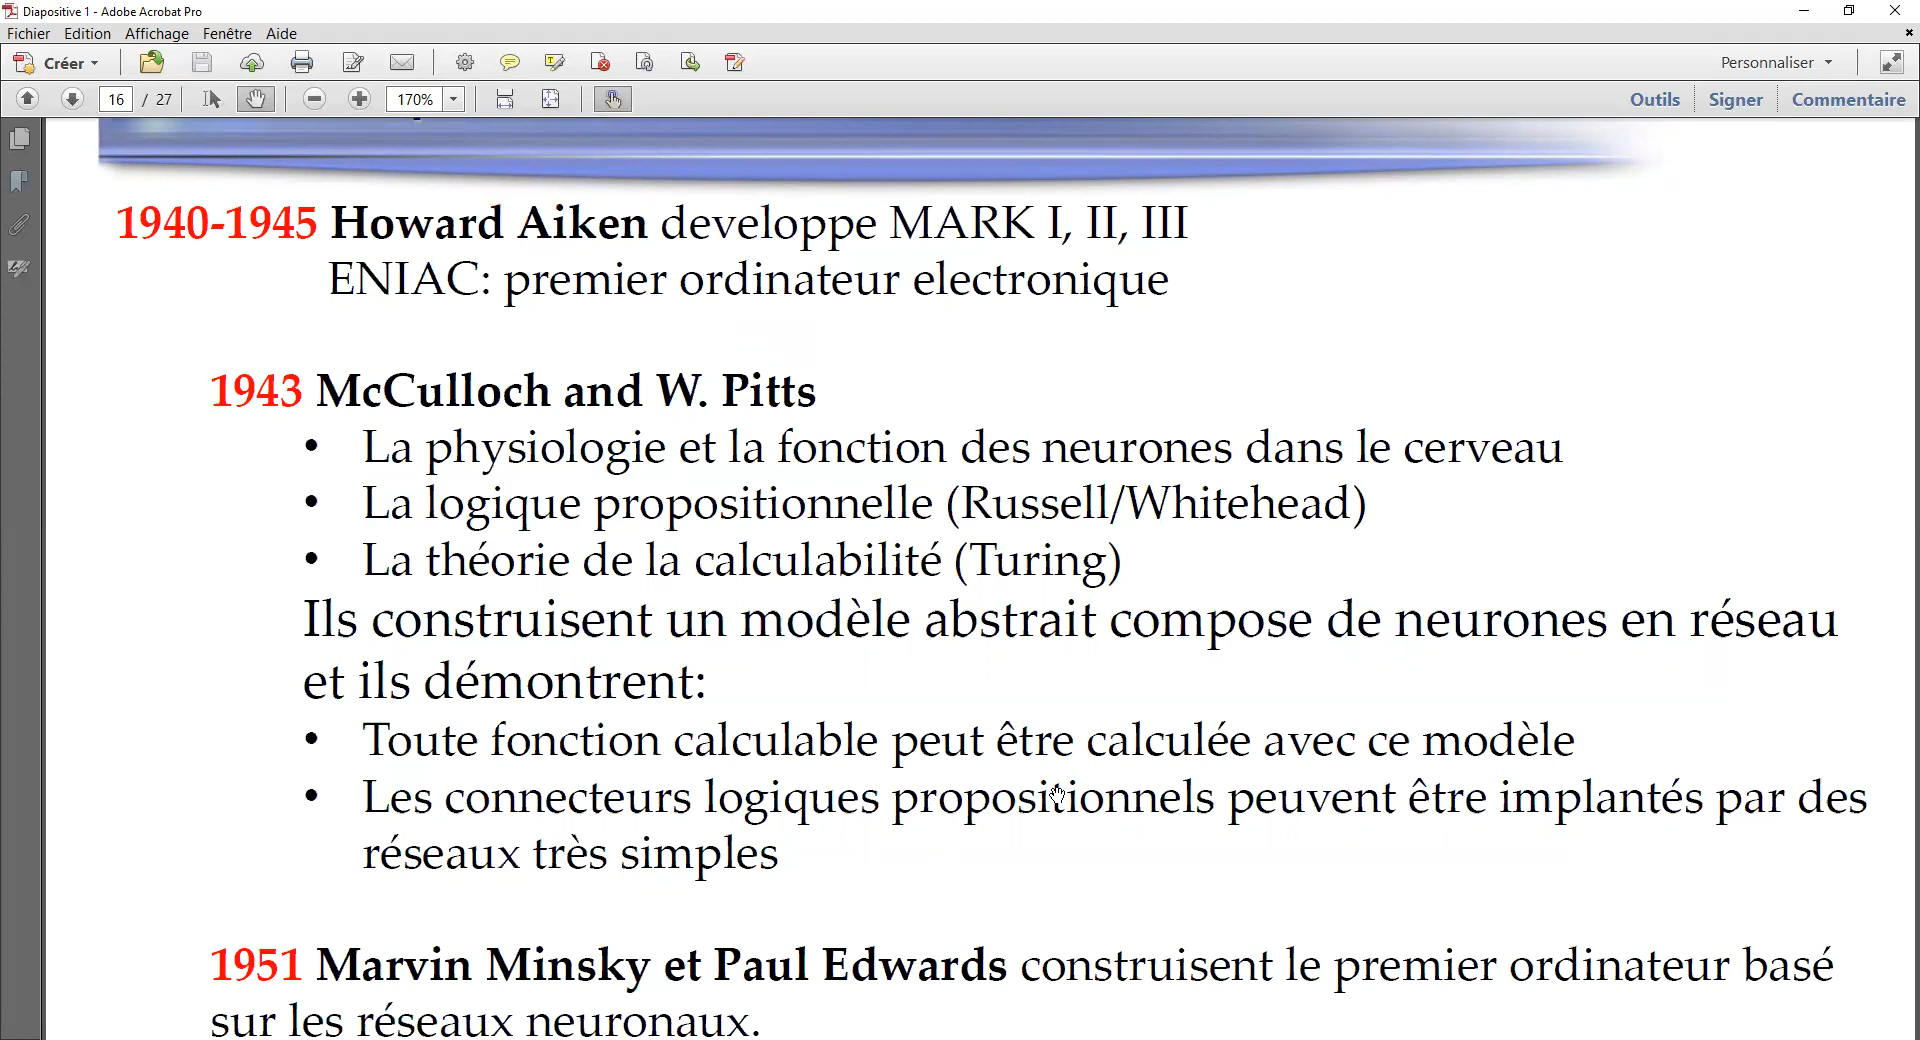 Diapositive 1 - Adobe Acrobat Pro
Fichier Edition Affichage Fenêtre Aide
Créer Personnaliser
16 / 27 170% Outils Signer Commentaire
1940-1945 Howard Aiken developpe MARK I, II, III
ENIAC: premier ordinateur electronique
1943 McCulloch and W. Pitts
• La physiologie et la fonction des neurones dans le cerveau
• La logique propositionnelle (Russell/Whitehead)
• La théorie de la calculabilité (Turing)
Ils construisent un modèle abstrait compose de neurones en réseau
et ils démontrent:
• Toute fonction calculable peut être calculée avec ce modèle
• Les connecteurs logiques propositionnels peuvent être implantés par des
réseaux très simples
1951 Marvin Minsky et Paul Edwards construisent le premier ordinateur basé
sur les réseaux neuronaux.